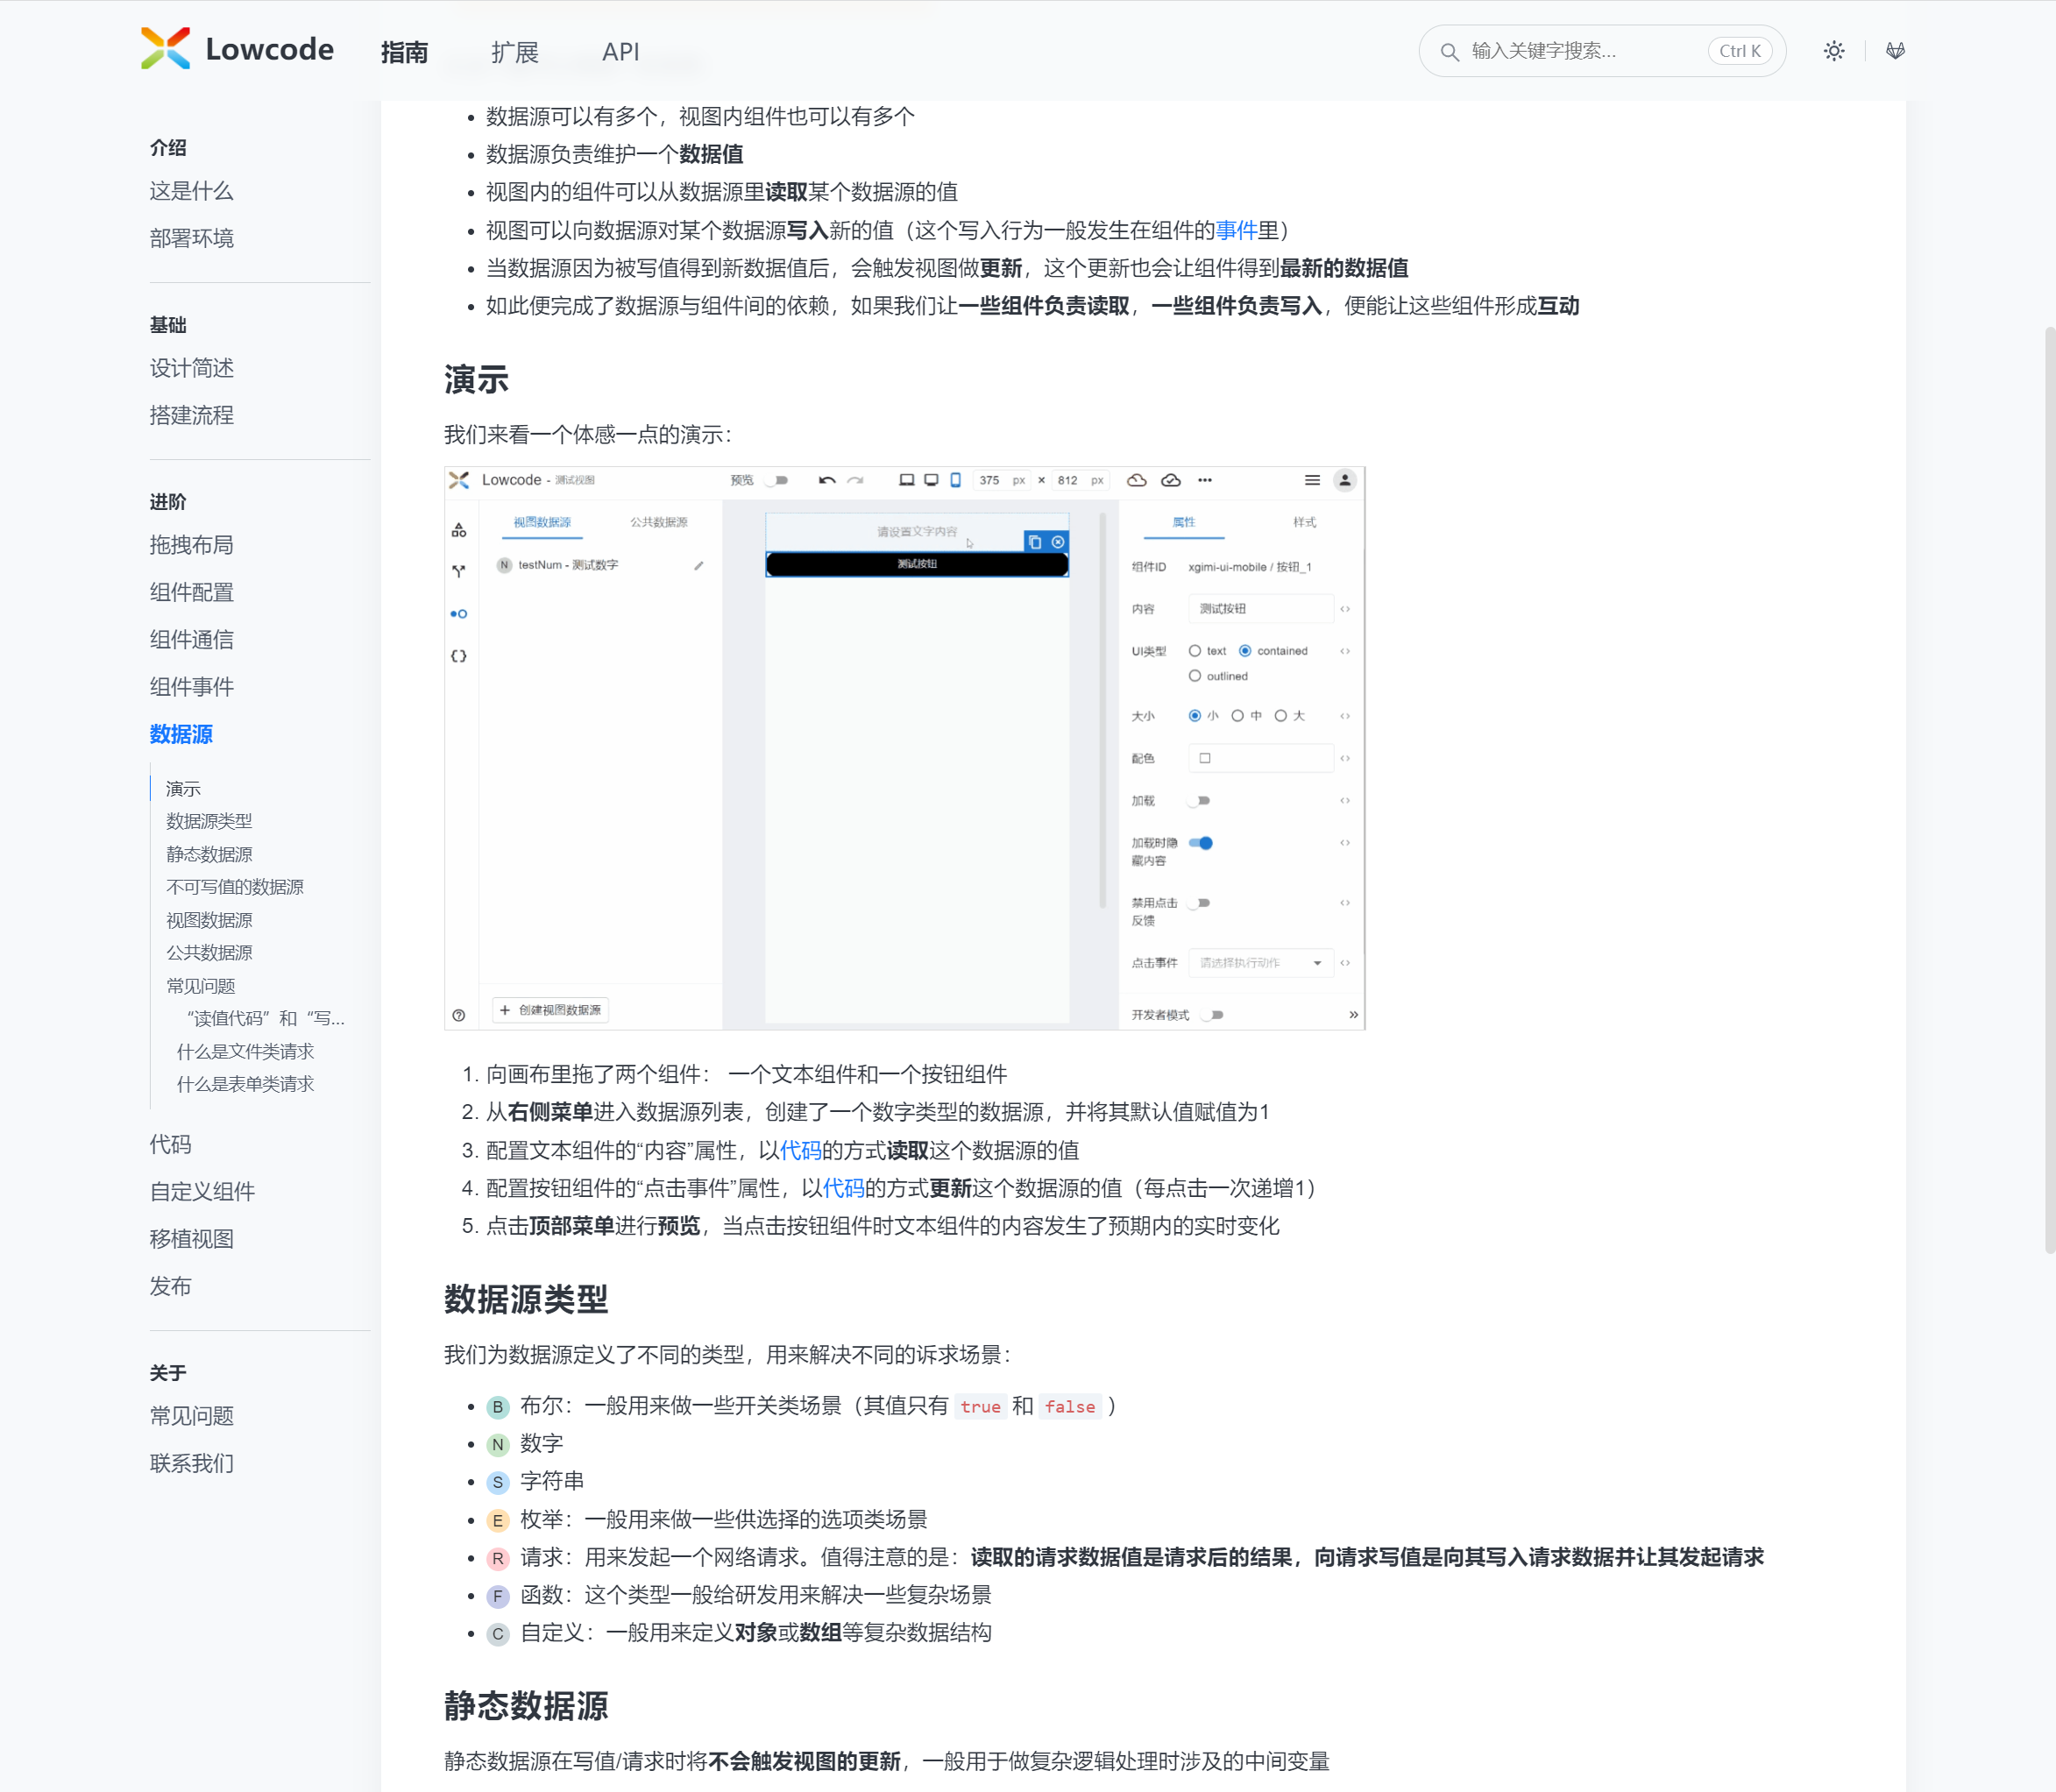 Lowcode
指南
扩展
API
输入关键字搜索...
Ctrl K
介绍
这是什么
部署环境
基础
设计简述
搭建流程
进阶
拖拽布局
组件配置
组件通信
组件事件
数据源
演示
数据源类型
静态数据源
不可写值的数据源
视图数据源
公共数据源
常见问题
“读值代码”和“写...
什么是文件类请求
什么是表单类请求
代码
自定义组件
移植视图
发布
关于
常见问题
联系我们
• 数据源可以有多个，视图内组件也可以有多个
• 数据源负责维护一个数据值
• 视图内的组件可以从数据源里读取某个数据源的值
• 视图可以向数据源对某个数据源写入新的值（这个写入行为一般发生在组件的事件里）
• 当数据源因为被写值得到新数据值后，会触发视图做更新，这个更新也会让组件得到最新的数据值
• 如此便完成了数据源与组件间的依赖，如果我们让一些组件负责读取，一些组件负责写入，便能让这些组件形成互动
演示
我们来看一个体感一点的演示：
Lowcode - 测试视图
预览
375 px × 812 px
视图数据源
公共数据源
N testNum - 测试数字
+ 创建视图数据源
请设置文字内容
测试按钮
属性
样式
组件ID xgimi-ui-mobile / 按钮_1
内容 测试按钮
UI类型 text contained
outlined
大小 小 中 大
配色
加载
加载时隐
藏内容
禁用点击
反馈
点击事件 请选择执行动作
开发者模式
1. 向画布里拖了两个组件： 一个文本组件和一个按钮组件
2. 从右侧菜单进入数据源列表，创建了一个数字类型的数据源，并将其默认值赋值为1
3. 配置文本组件的“内容”属性，以代码的方式读取这个数据源的值
4. 配置按钮组件的“点击事件”属性，以代码的方式更新这个数据源的值（每点击一次递增1）
5. 点击顶部菜单进行预览，当点击按钮组件时文本组件的内容发生了预期内的实时变化
数据源类型
我们为数据源定义了不同的类型，用来解决不同的诉求场景：
• B 布尔：一般用来做一些开关类场景（其值只有 true 和 false ）
• N 数字
• S 字符串
• E 枚举：一般用来做一些供选择的选项类场景
• R 请求：用来发起一个网络请求。值得注意的是：读取的请求数据值是请求后的结果，向请求写值是向其写入请求数据并让其发起请求
• F 函数：这个类型一般给研发用来解决一些复杂场景
• C 自定义：一般用来定义对象或数组等复杂数据结构
静态数据源
静态数据源在写值/请求时将不会触发视图的更新，一般用于做复杂逻辑处理时涉及的中间变量